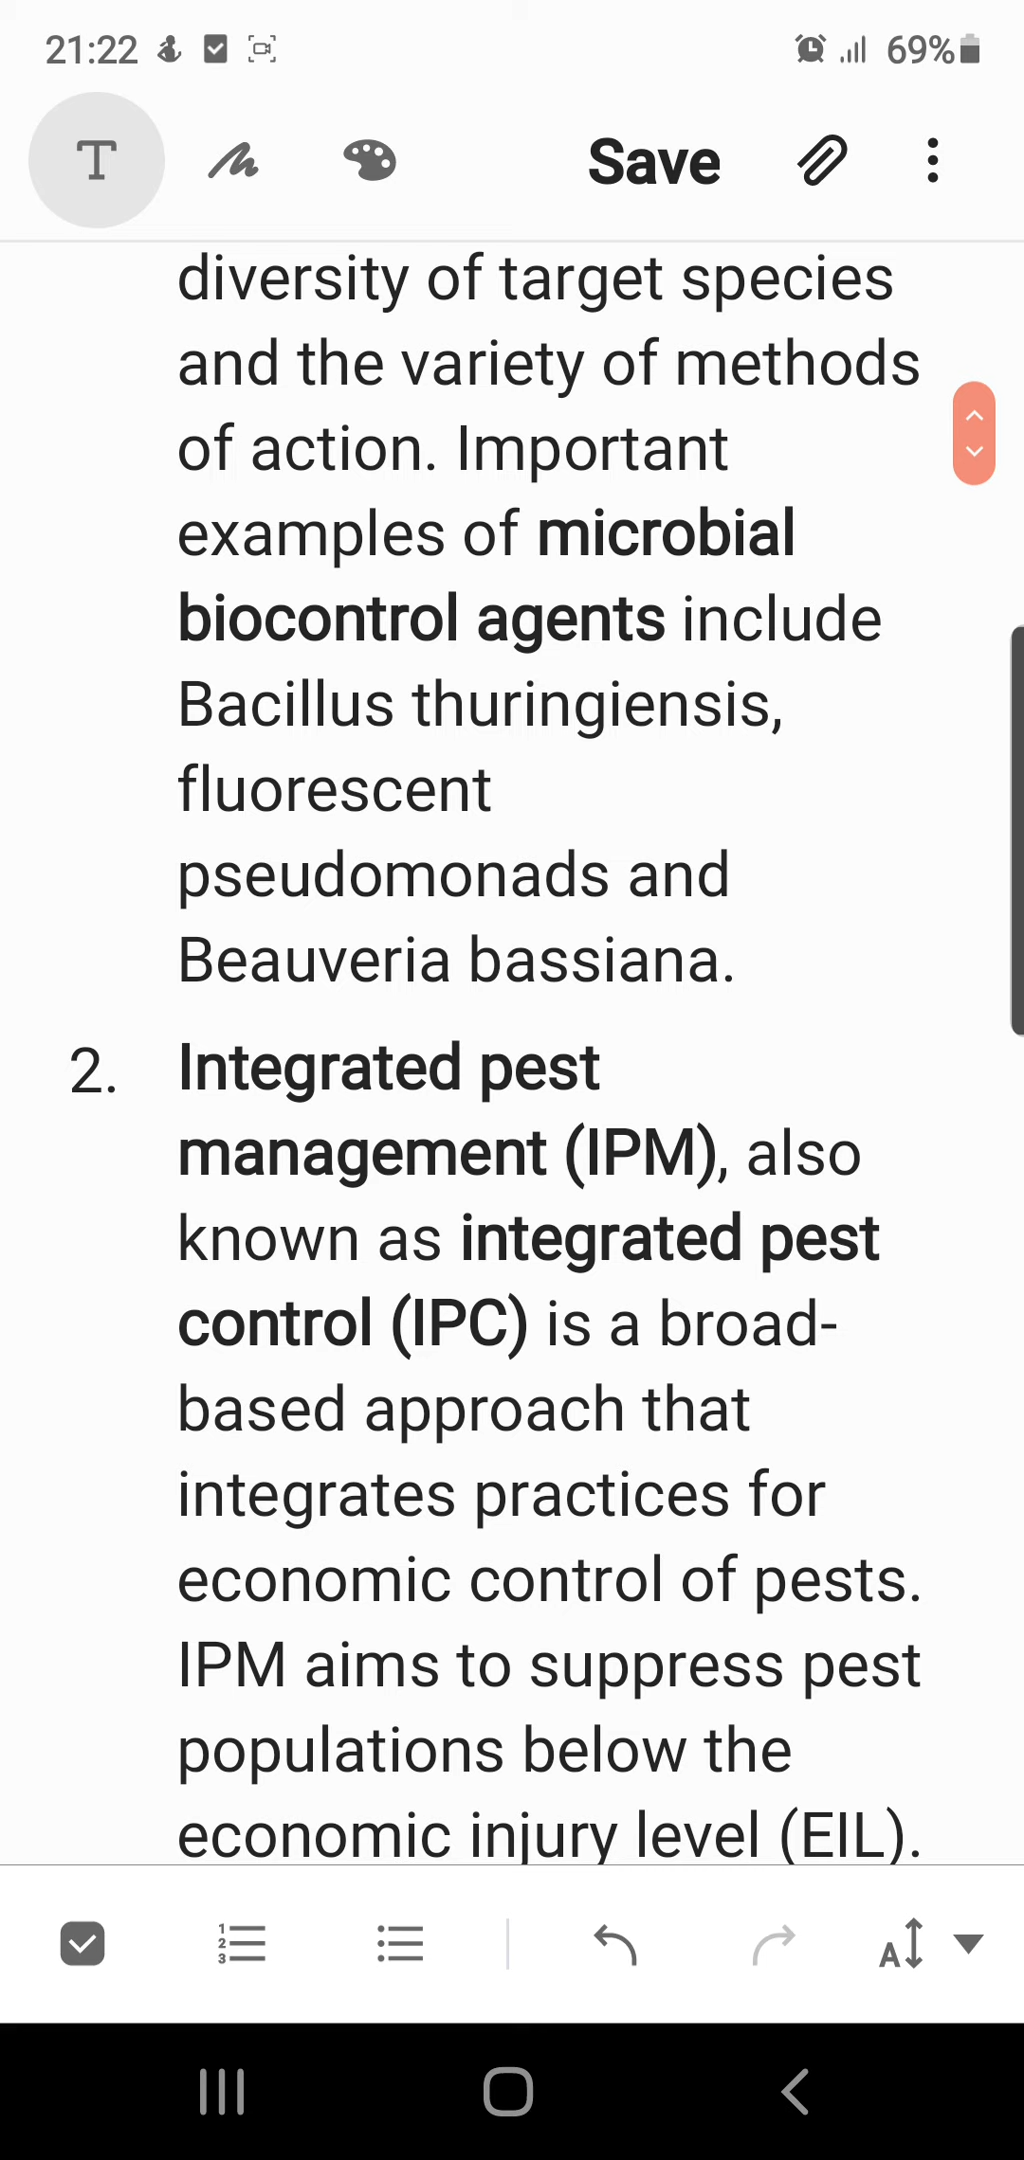 21:22
69%
T
Save
diversity of target species
and the variety of methods
of action. Important
examples of microbial
biocontrol agents include
Bacillus thuringiensis,
fluorescent
pseudomonads and
Beauveria bassiana.
2. Integrated pest
management (IPM), also
known as integrated pest
control (IPC) is a broad-
based approach that
integrates practices for
economic control of pests.
IPM aims to suppress pest
populations below the
economic injury level (EIL).
1
2
3
A